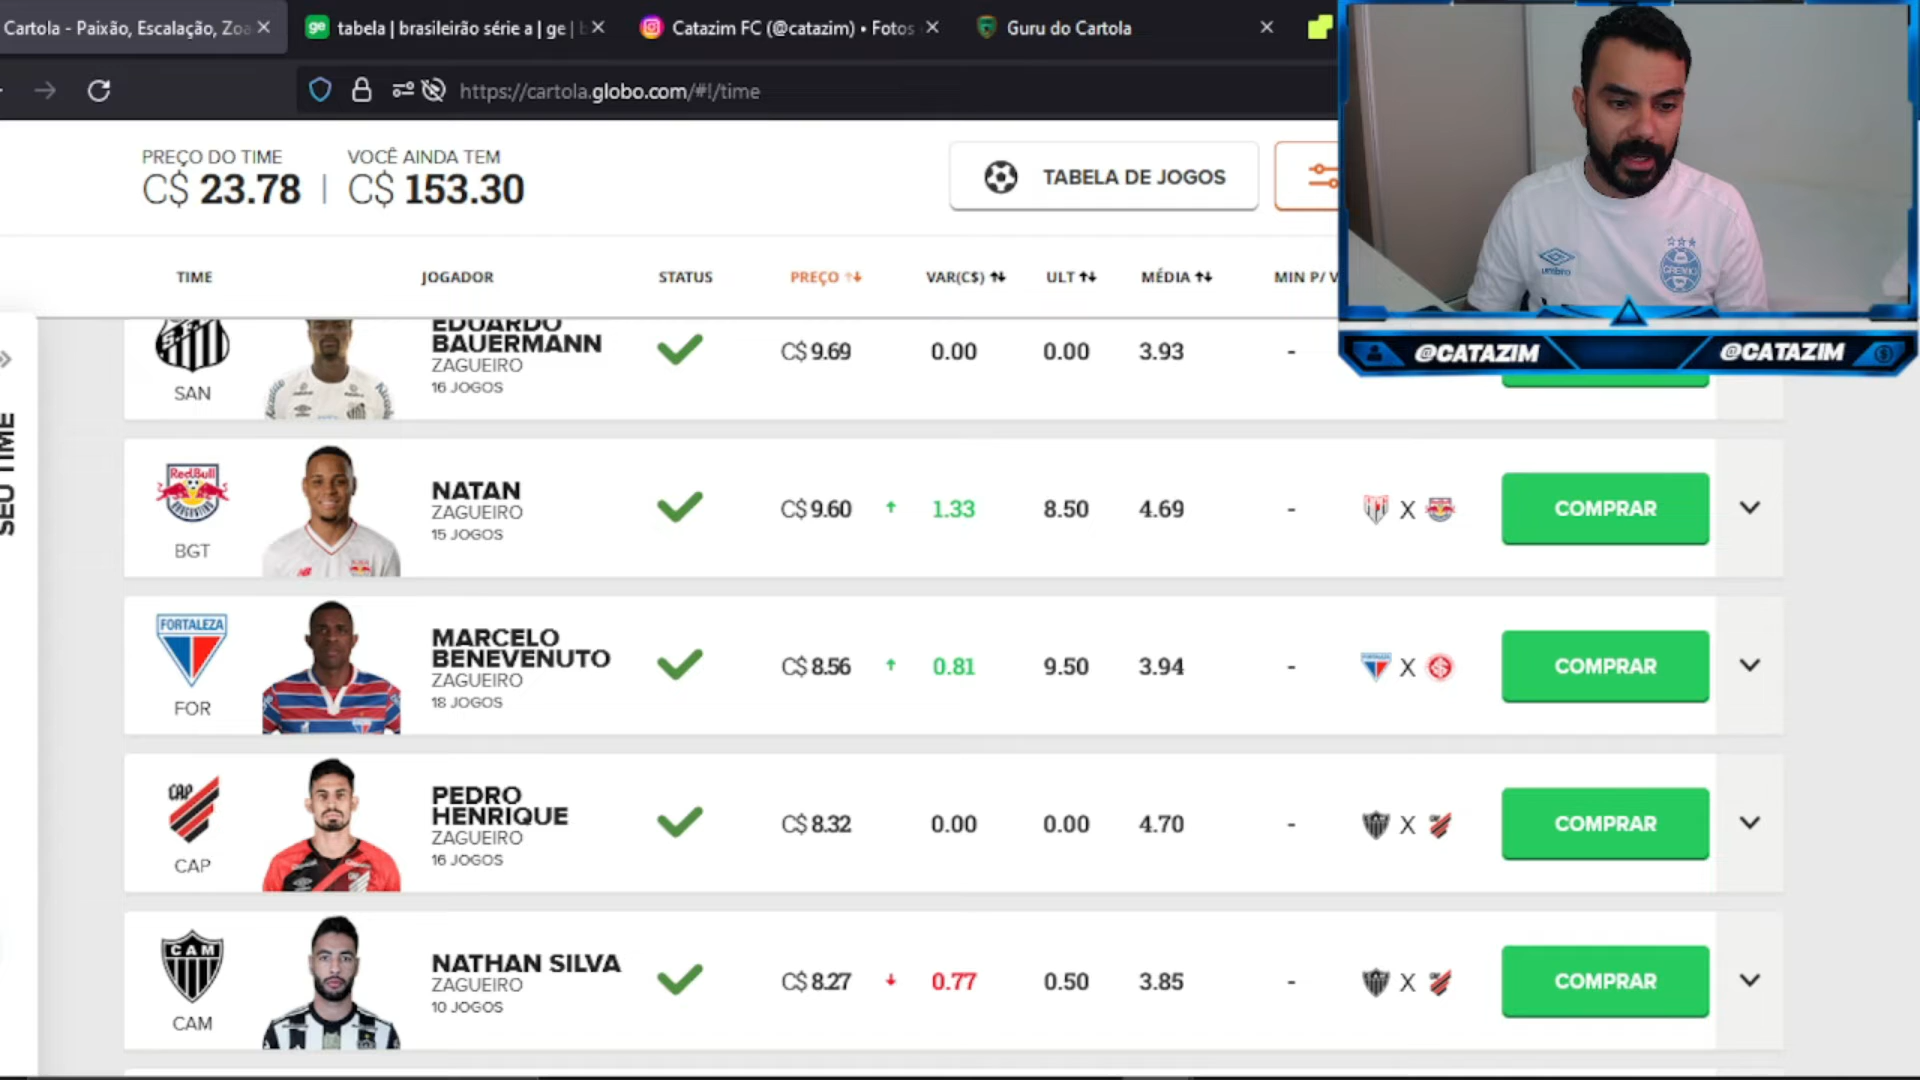 Cartola - Paixão, Escalação, Zoa
ge tabela | brasileirão série a | ge | b
Catazim FC (@catazim) • Fotos
Guru do Cartola
https://cartola.globo.com/#!/time
PREÇO DO TIME
C$ 23.78
VOCÊ AINDA TEM
C$ 153.30
TABELA DE JOGOS
@CATAZIM @CATAZIM
TIME JOGADOR STATUS PREÇO VAR(C$) ULT MÉDIA MIN P/ V
SEU TIME
SAN
EDUARDO
BAUERMANN
ZAGUEIRO
16 JOGOS
C$ 9.69 0.00 0.00 3.93 -
RedBull
BGT
NATAN
ZAGUEIRO
15 JOGOS
C$ 9.60 1.33 8.50 4.69 - X COMPRAR
FORTALEZA
FOR
MARCELO
BENEVENUTO
ZAGUEIRO
18 JOGOS
C$ 8.56 0.81 9.50 3.94 - X COMPRAR
CAP
CAP
PEDRO
HENRIQUE
ZAGUEIRO
16 JOGOS
C$ 8.32 0.00 0.00 4.70 - X COMPRAR
CAM
CAM
NATHAN SILVA
ZAGUEIRO
10 JOGOS
C$ 8.27 0.77 0.50 3.85 - X COMPRAR
umbro
GRÊMIO